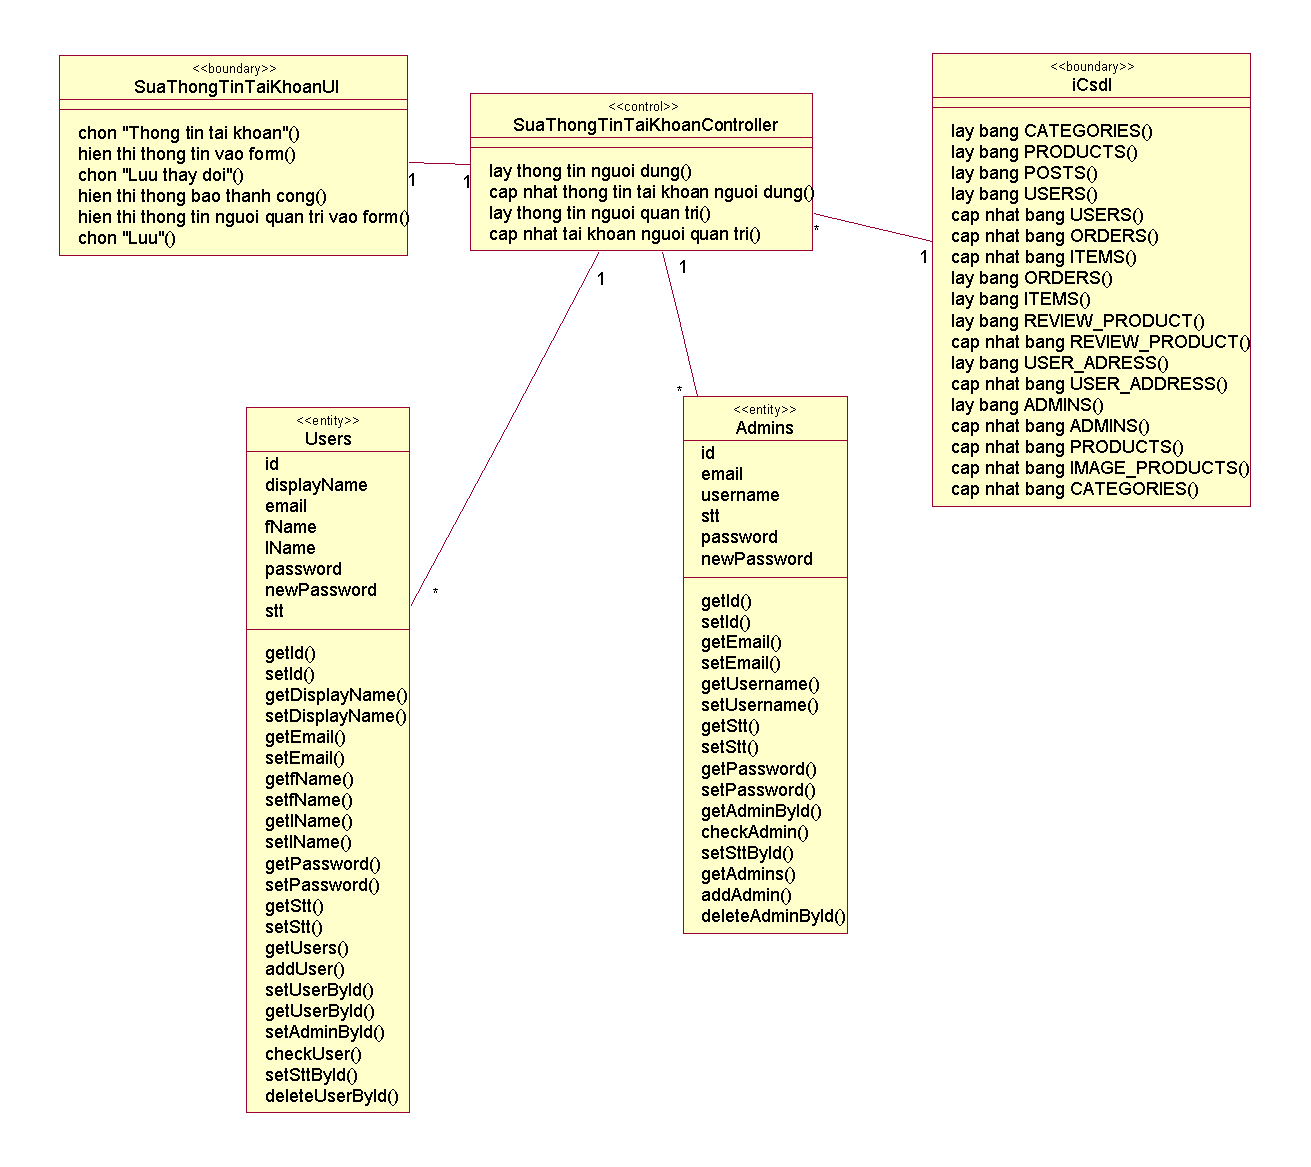 <<boundary>>
SuaThongTinTaiKhoanUI
chon "Thong tin tai khoan"()
hien thi thong tin vao form()
chon "Luu thay doi"()
hien thi thong bao thanh cong()
hien thi thong tin nguoi quan tri vao form()
chon "Luu"()
1
1
<<control>>
SuaThongTinTaiKhoanController
lay thong tin nguoi dung()
cap nhat thong tin tai khoan nguoi dung()
lay thong tin nguoi quan tri()
cap nhat tai khoan nguoi quan tri()
*
1
<<boundary>>
iCsdl
lay bang CATEGORIES()
lay bang PRODUCTS()
lay bang POSTS()
lay bang USERS()
cap nhat bang USERS()
cap nhat bang ORDERS()
cap nhat bang ITEMS()
lay bang ORDERS()
lay bang ITEMS()
lay bang REVIEW_PRODUCT()
cap nhat bang REVIEW_PRODUCT()
lay bang USER_ADRESS()
cap nhat bang USER_ADDRESS()
lay bang ADMINS()
cap nhat bang ADMINS()
cap nhat bang PRODUCTS()
cap nhat bang IMAGE_PRODUCTS()
cap nhat bang CATEGORIES()
1
1
*
*
<<entity>>
Users
id
displayName
email
fName
lName
password
newPassword
stt
getId()
setId()
getDisplayName()
setDisplayName()
getEmail()
setEmail()
getfName()
setfName()
getlName()
setlName()
getPassword()
setPassword()
getStt()
setStt()
getUsers()
addUser()
setUserById()
getUserById()
setAdminById()
checkUser()
setSttById()
deleteUserById()
<<entity>>
Admins
id
email
username
stt
password
newPassword
getId()
setId()
getEmail()
setEmail()
getUsername()
setUsername()
getStt()
setStt()
getPassword()
setPassword()
getAdminById()
checkAdmin()
setSttById()
getAdmins()
addAdmin()
deleteAdminById()